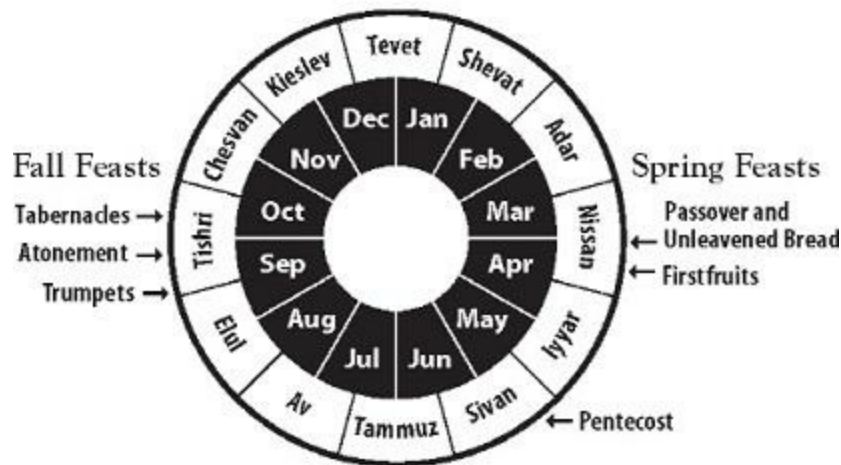 Tevet
Shevat
Adar
Nissan
Iyyar
Sivan
Tammuz
Av
Elul
Tishri
Chesvan
Kieslev
Jan
Feb
Mar
Apr
May
Jun
Jul
Aug
Sep
Oct
Nov
Dec
Fall Feasts
Tabernacles →
Atonement →
Trumpets →
Spring Feasts
Passover and
← Unleavened Bread
← Firstfruits
← Pentecost